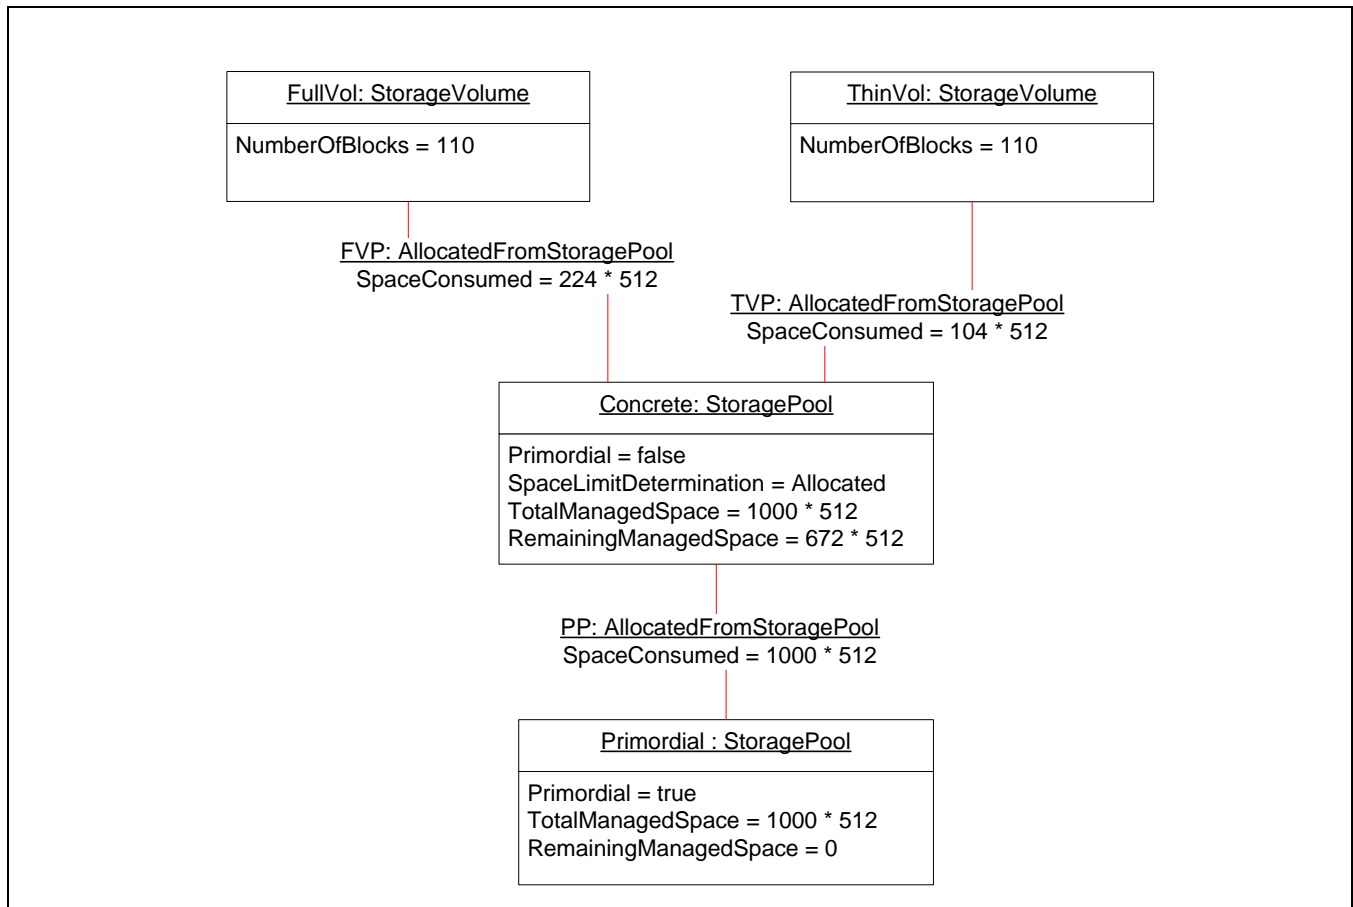 FullVol: StorageVolume
NumberOfBlocks = 110
ThinVol: StorageVolume
NumberOfBlocks = 110
FVP: AllocatedFromStoragePool
SpaceConsumed = 224 * 512
TVP: AllocatedFromStoragePool
SpaceConsumed = 104 * 512
Concrete: StoragePool
Primordial = false
SpaceLimitDetermination = Allocated
TotalManagedSpace = 1000 * 512
RemainingManagedSpace = 672 * 512
PP: AllocatedFromStoragePool
SpaceConsumed = 1000 * 512
Primordial : StoragePool
Primordial = true
TotalManagedSpace = 1000 * 512
RemainingManagedSpace = 0